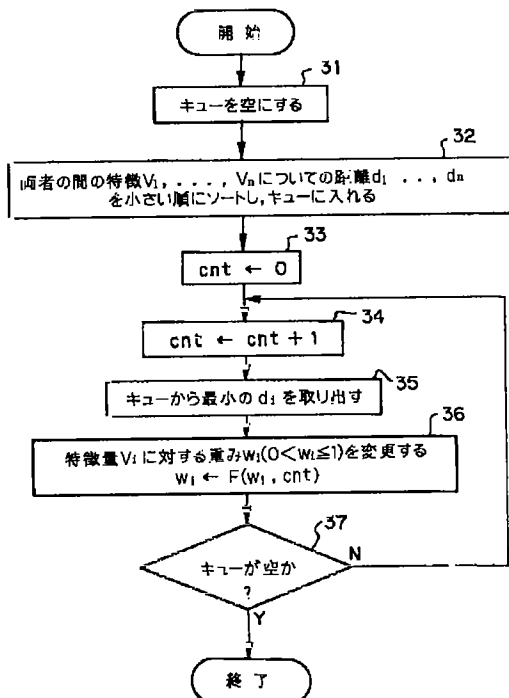 開始
31
キューを空にする
32
両者の間の特徴V1, . . . . , Vnについての距離d1 . . . , dn
を小さい順にソートし,キューに入れる
33
cnt ← 0
34
cnt ← cnt + 1
35
キューから最小の di を取り出す
36
特徴量Viに対する重みwi(0<wi≦1)を変更する
wi ← F(wi, cnt)
37
キューが空か
?
N
Y
終了